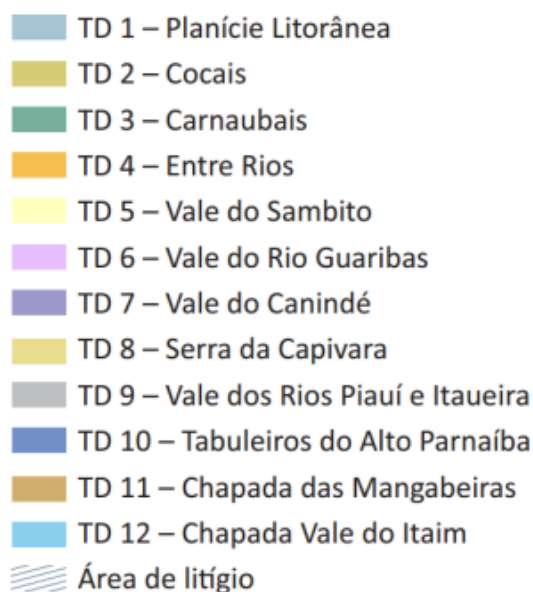 TD 1 – Planície Litorânea
TD 2 – Cocais
TD 3 – Carnaubais
TD 4 – Entre Rios
TD 5 – Vale do Sambito
TD 6 – Vale do Rio Guaribas
TD 7 – Vale do Canindé
TD 8 – Serra da Capivara
TD 9 – Vale dos Rios Piauí e Itaueira
TD 10 – Tabuleiros do Alto Parnaíba
TD 11 – Chapada das Mangabeiras
TD 12 – Chapada Vale do Itaim
Área de litígio